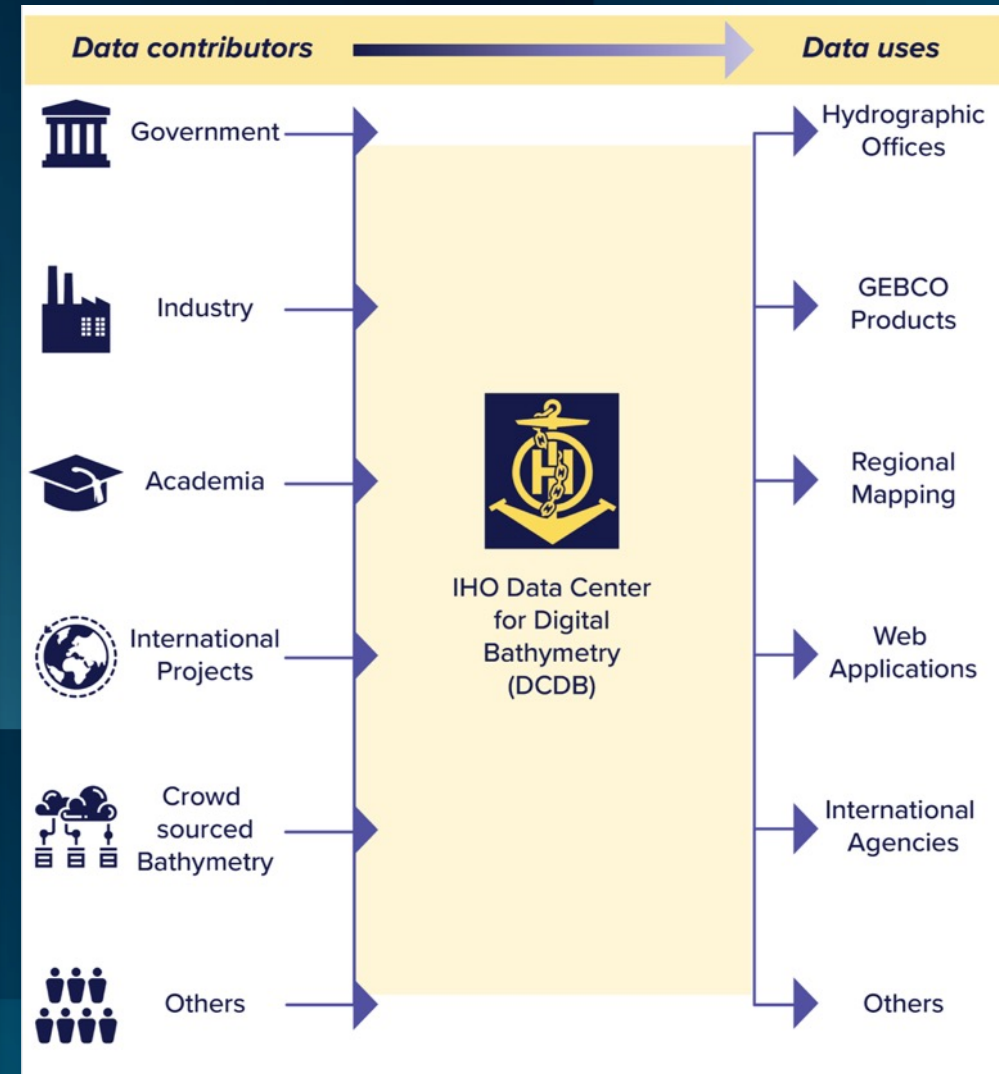 Data contributors
Data uses
Government
Industry
Academia
International
Projects
Crowd
sourced
Bathymetry
Others
IHO Data Center
for Digital
Bathymetry
(DCDB)
Hydrographic
Offices
GEBCO
Products
Regional
Mapping
Web
Applications
International
Agencies
Others